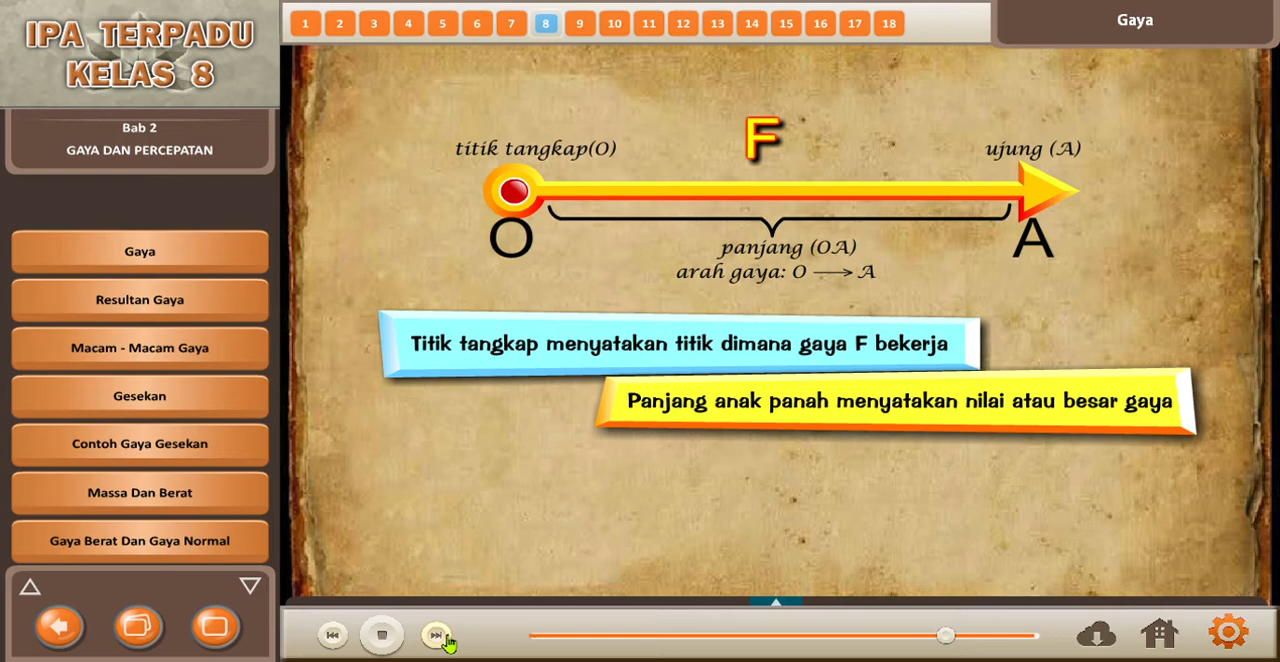 IPA TERPADU
KELAS 8
Bab 2
GAYA DAN PERCEPATAN
Gaya
Resultan Gaya
Macam - Macam Gaya
Gesekan
Contoh Gaya Gesekan
Massa Dan Berat
Gaya Berat Dan Gaya Normal
1 2 3 4 5 6 7 8 9 10 11 12 13 14 15 16 17 18
Gaya
F
titik tangkap(O)
ujung (A)
O
A
panjang (OA)
arah gaya: O ⟶ A
Titik tangkap menyatakan titik dimana gaya F bekerja
Panjang anak panah menyatakan nilai atau besar gaya